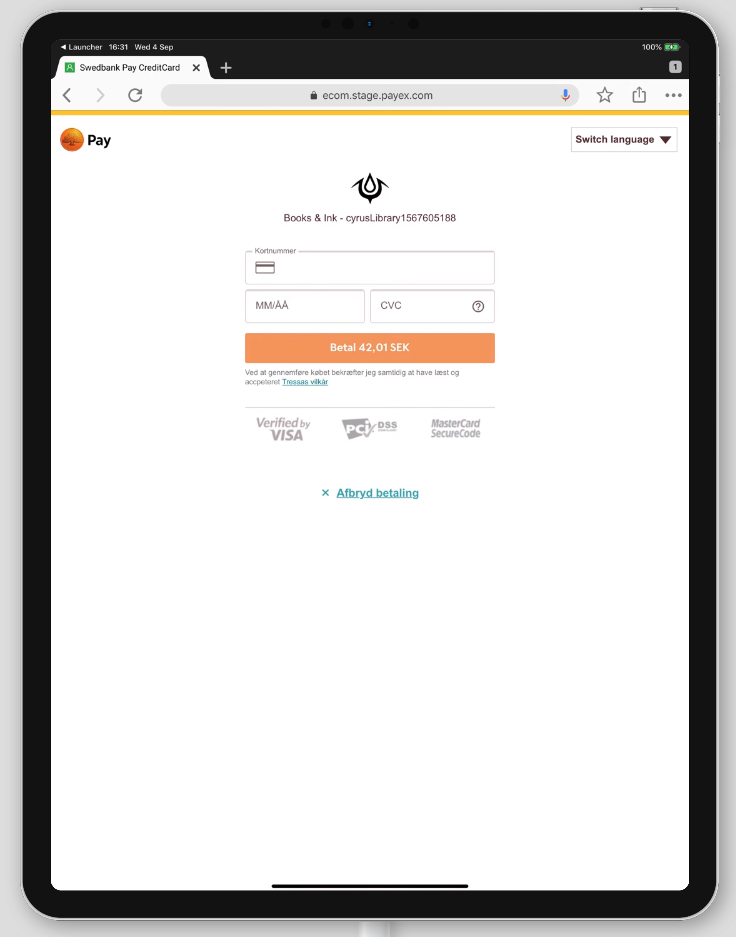 Launcher 16:31 Wed 4 Sep 100%
Swedbank Pay CreditCard
1
ecom.stage.payex.com
Pay
Switch language
Books & Ink - cyrusLibrary1567605188
Kortnummer
MM/ÅÅ
CVC
?
Betal 42,01 SEK
Ved at gennemføre købet bekræfter jeg samtidig at have læst og
accpeteret Tressas vilkår
Verified by
VISA
PCI DSS
MasterCard
SecureCode
Afbryd betaling